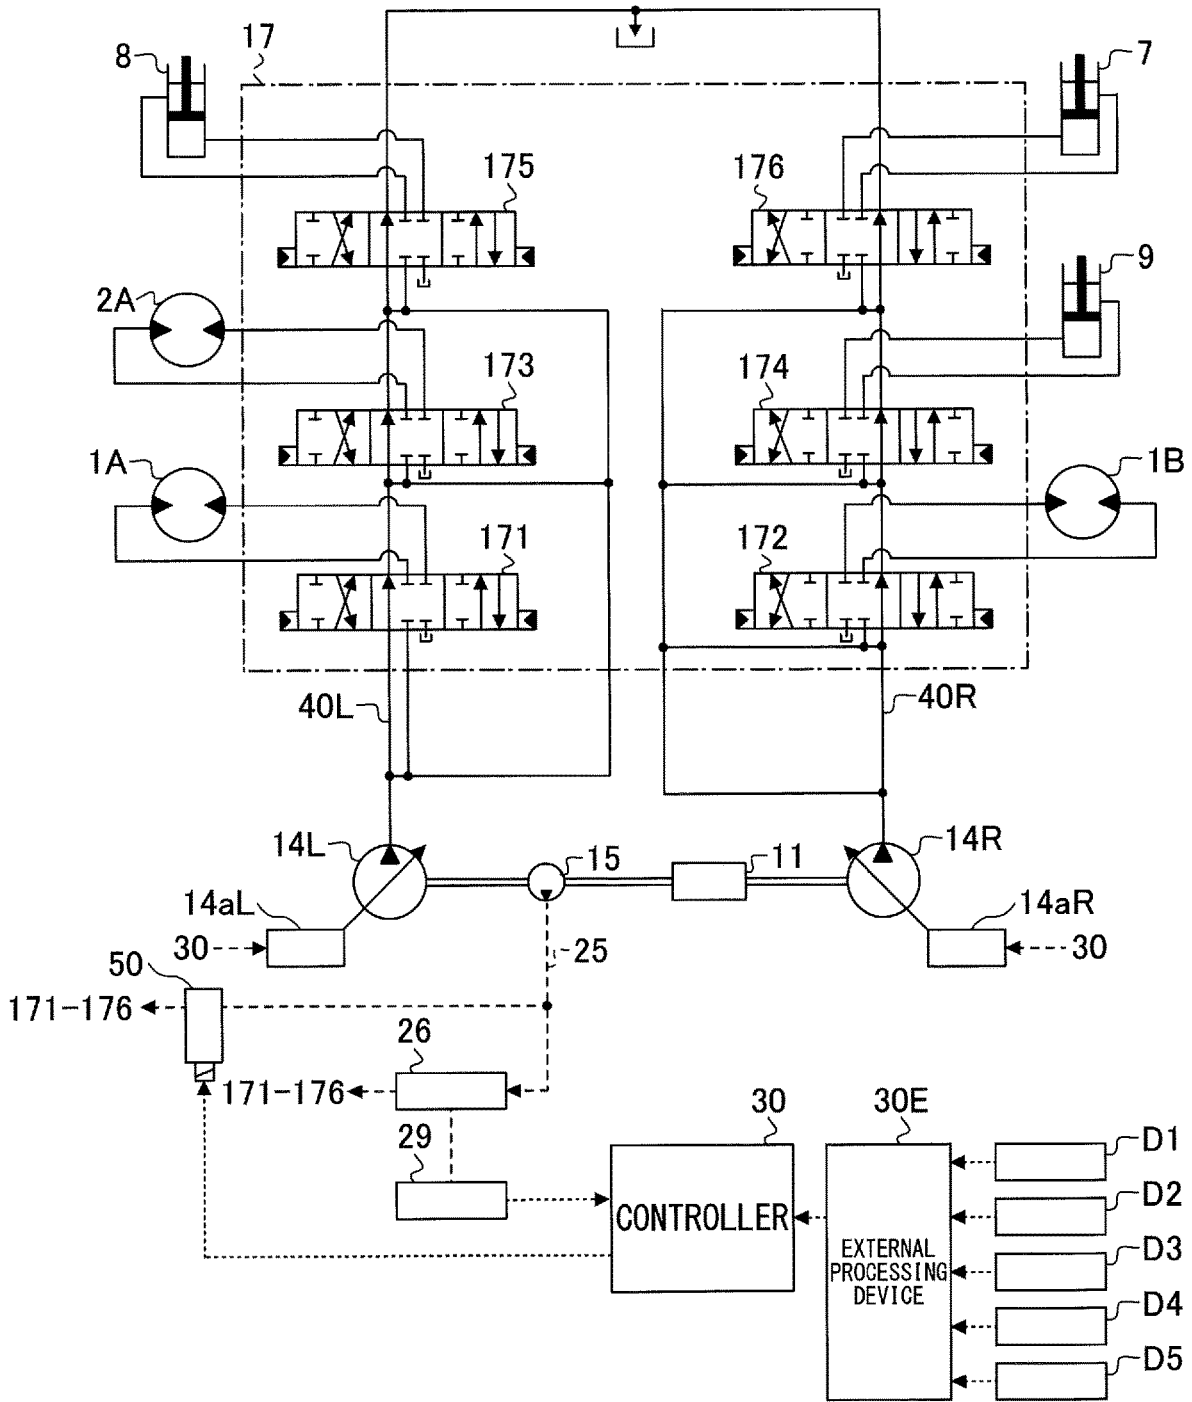 17
8
7
175
176
2A
9
173
174
1A
1B
171
172
40L
40R
14L
15
11
14R
14aL
14aR
30
25
30
50
171-176
26
171-176
30
30E
29
D1
CONTROLLER
D2
EXTERNAL
PROCESSING
DEVICE
D3
D4
D5